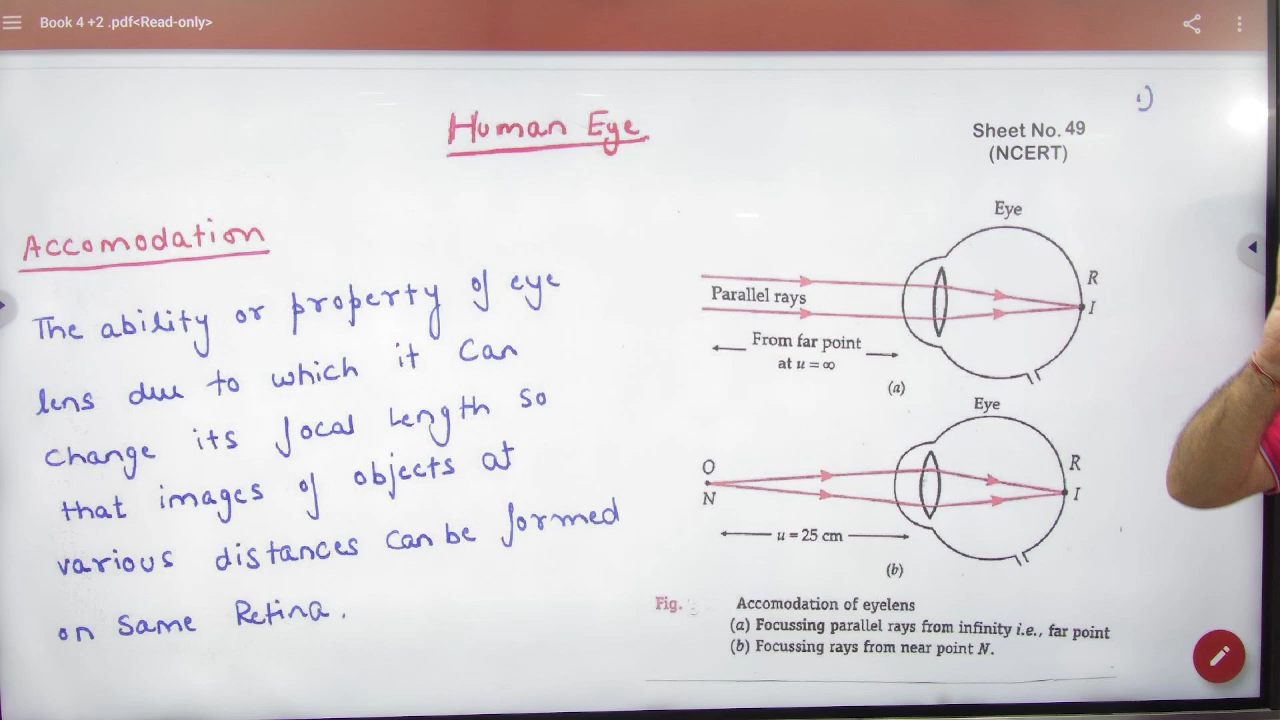 Book 4 +2 .pdf<Read-only>
1)
Human Eye
Sheet No. 49
(NCERT)
Accomodation
The ability or property of eye
lens due to which it can
change its focal Length so
that images of objects at
various distances can be formed
on same Retina.
Eye
Parallel rays
R
I
From far point
at u = ∞
(a)
Eye
O
N
R
I
u = 25 cm
(b)
Fig.
Accomodation of eyelens
(a) Focussing parallel rays from infinity i.e., far point
(b) Focussing rays from near point N.